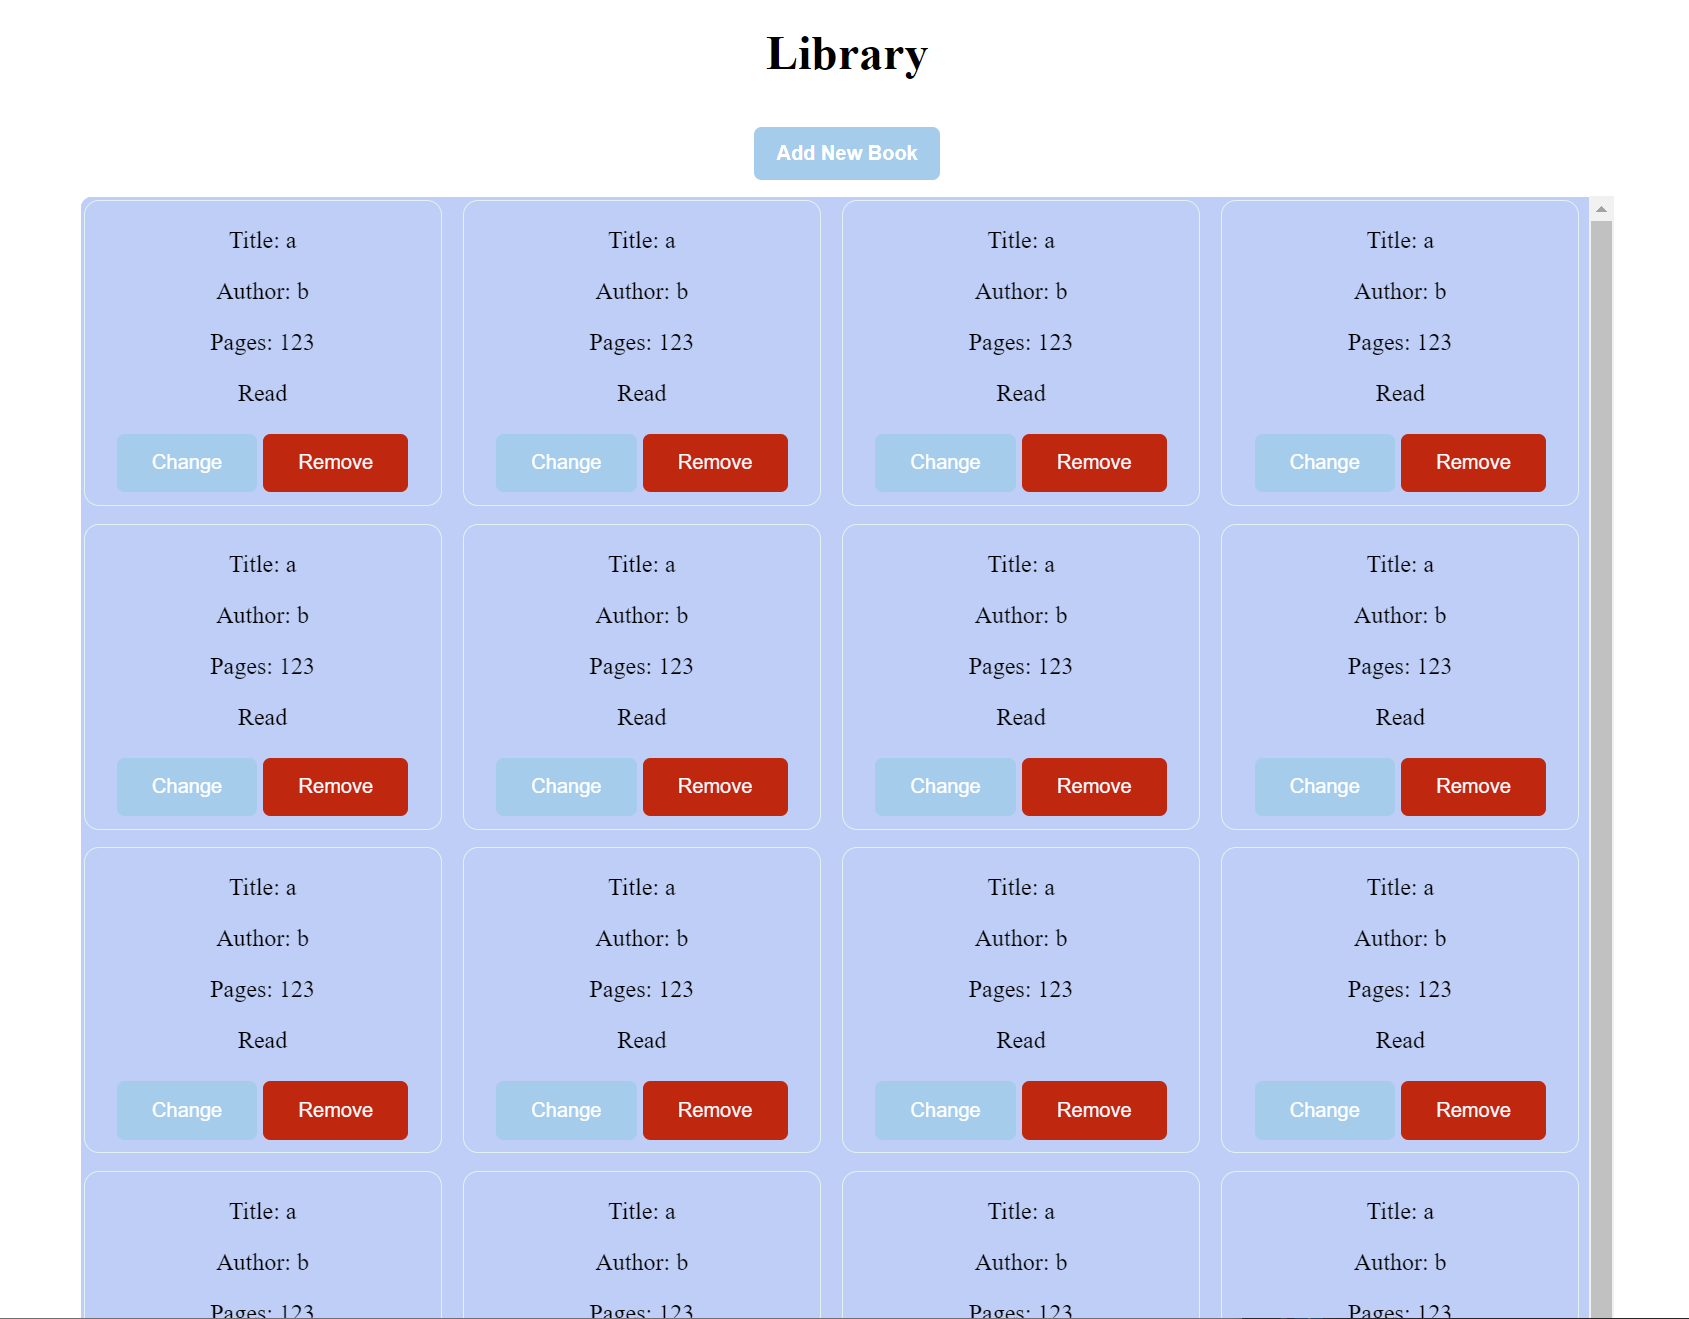 Library
Add New Book
Title: a Title: a Title: a Title: a
Author: b Author: b Author: b Author: b
Pages: 123 Pages: 123 Pages: 123 Pages: 123
Read Read Read Read
Change Remove Change Remove Change Remove Change Remove
Title: a Title: a Title: a Title: a
Author: b Author: b Author: b Author: b
Pages: 123 Pages: 123 Pages: 123 Pages: 123
Read Read Read Read
Change Remove Change Remove Change Remove Change Remove
Title: a Title: a Title: a Title: a
Author: b Author: b Author: b Author: b
Pages: 123 Pages: 123 Pages: 123 Pages: 123
Read Read Read Read
Change Remove Change Remove Change Remove Change Remove
Title: a Title: a Title: a Title: a
Author: b Author: b Author: b Author: b
Pages: 123 Pages: 123 Pages: 123 Pages: 123